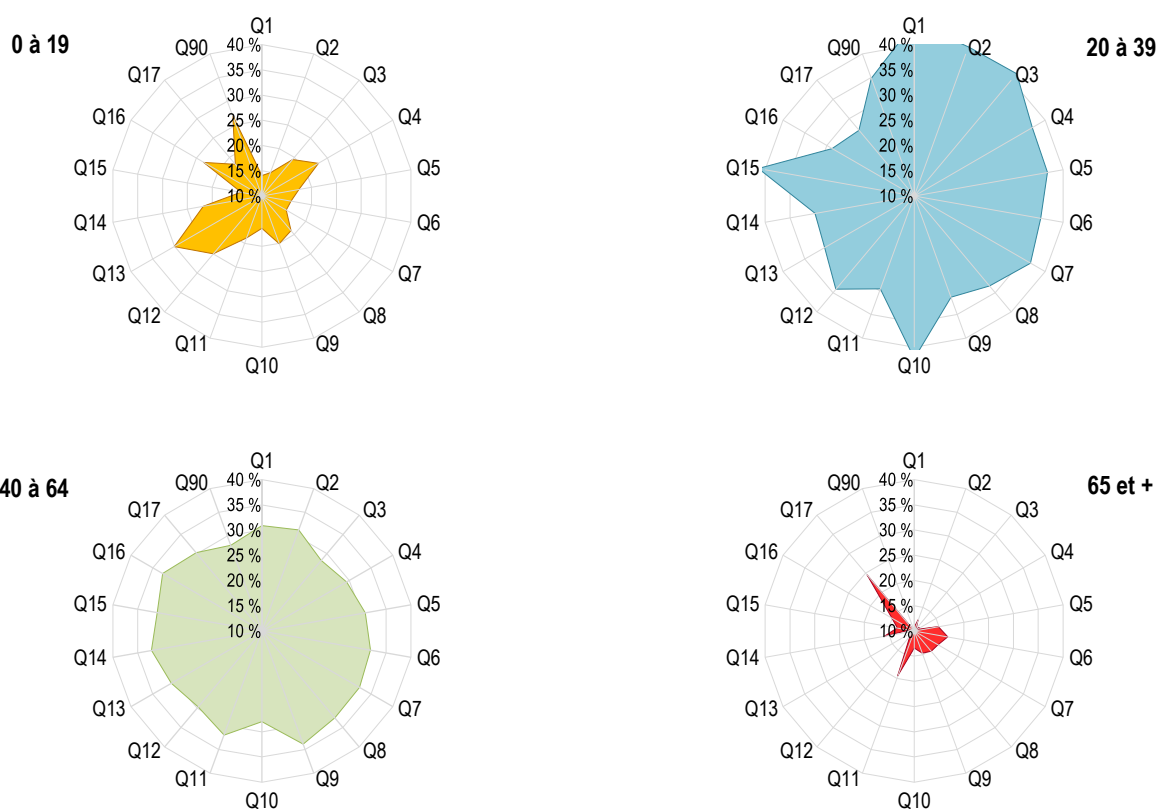 0 à 19
Q1
Q2
Q3
Q4
Q5
Q6
Q7
Q8
Q9
Q10
Q11
Q12
Q13
Q14
Q15
Q16
Q17
Q90
40 %
35 %
30 %
25 %
20 %
15 %
10 %
20 à 39
Q1
Q2
Q3
Q4
Q5
Q6
Q7
Q8
Q9
Q10
Q11
Q12
Q13
Q14
Q15
Q16
Q17
Q90
40 %
35 %
30 %
25 %
20 %
15 %
10 %
40 à 64
Q1
Q2
Q3
Q4
Q5
Q6
Q7
Q8
Q9
Q10
Q11
Q12
Q13
Q14
Q15
Q16
Q17
Q90
40 %
35 %
30 %
25 %
20 %
15 %
10 %
65 et +
Q1
Q2
Q3
Q4
Q5
Q6
Q7
Q8
Q9
Q10
Q11
Q12
Q13
Q14
Q15
Q16
Q17
Q90
40 %
35 %
30 %
25 %
20 %
15 %
10 %